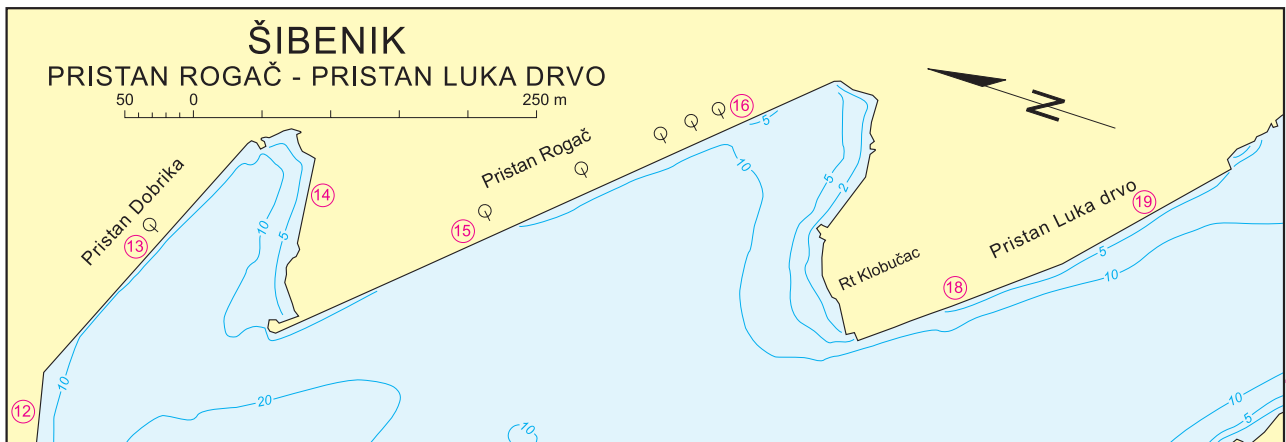 ŠIBENIK
PRISTAN ROGAČ - PRISTAN LUKA DRVO
50 0 250 m
N
16
5
Pristan Rogač
10
Pristan Dobrika
14
5
2
19
10
15
Pristan Luka drvo
13
5
5
10
Rt Klobučac
18
10
10
12
20
10
10
5